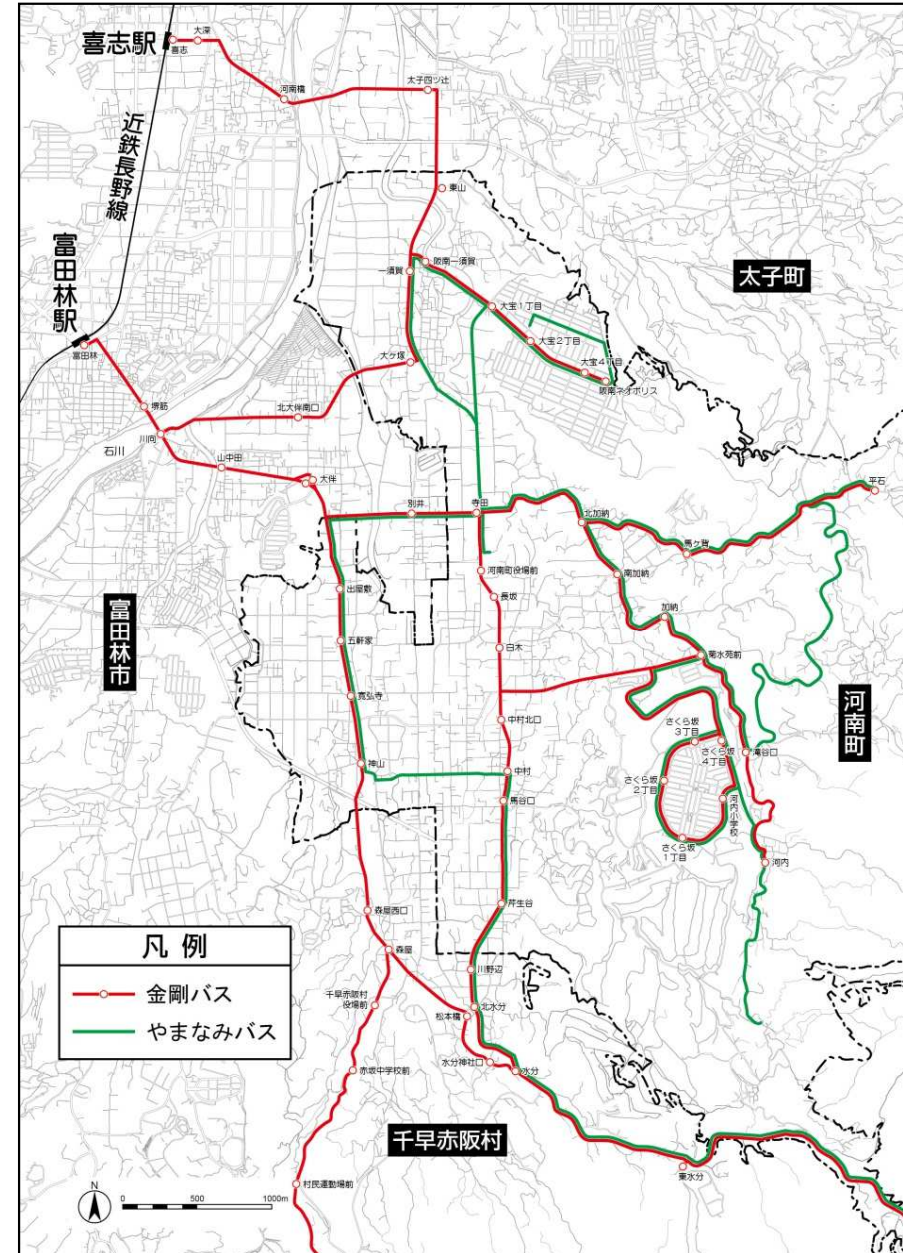 喜志駅
喜志
大深
河南橋
太子四ツ辻
近鉄長野線
東山
富田林駅
富田林
一須賀
阪南一須賀
太子町
大宝1丁目
大宝2丁目
大宝4丁目
阪南ネオポリス
大ヶ塚
堺筋
北大伴南口
川向
石川
山中田
大伴
別井
寺田
北加納
平石
馬ヶ背
河南町役場前
南加納
出屋敷
長坂
加納
富田林市
五軒家
白木
菊水苑前
寛弘寺
河南町
中村北口
さくら坂
3丁目
さくら坂
4丁目
滝谷口
神山
中村
さくら坂
2丁目
馬谷口
河内小学校
さくら坂
1丁目
河内
芹生谷
森屋西口
凡 例
金剛バス
やまなみバス
森屋
川野辺
千早赤阪村
役場前
北水分
松本橋
水分神社口
水分
赤坂中学校前
千早赤阪村
東水分
村民運動場前
N
0 500 1000m